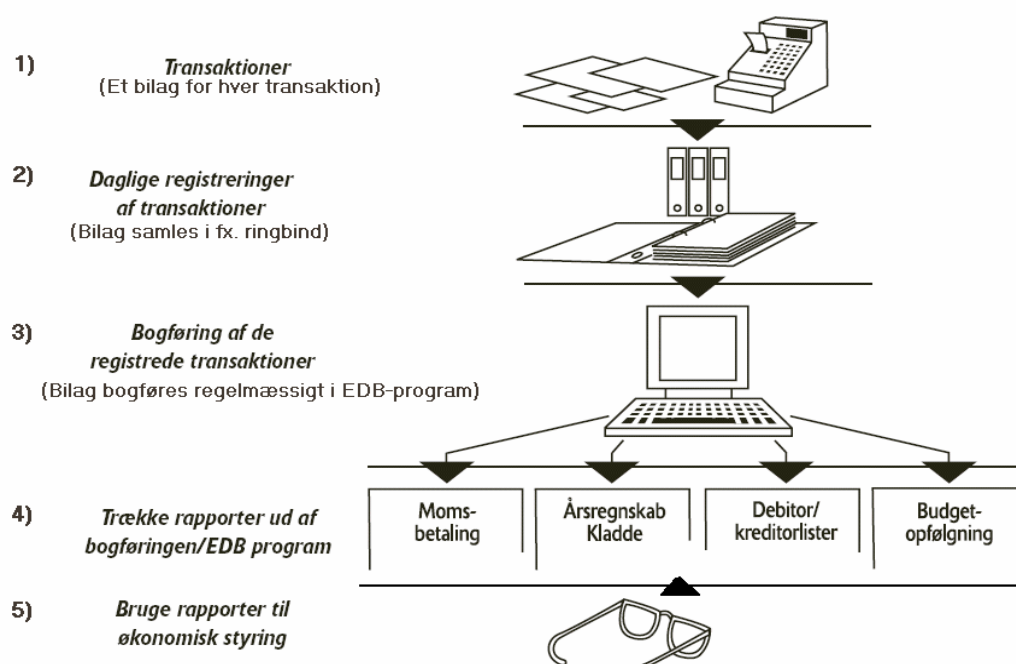 1)
Transaktioner
(Et bilag for hver transaktion)
2)
Daglige registreringer
af transaktioner
(Bilag samles i fx. ringbind)
3)
Bogføring af de
registrede transaktioner
(Bilag bogføres regelmæssigt i EDB-program)
4)
Trække rapporter ud af
bogføringen/EDB program
Moms-
betaling
Årsregnskab
Kladde
Debitor/
kreditorlister
Budget-
opfølgning
5)
Bruge rapporter til
økonomisk styring